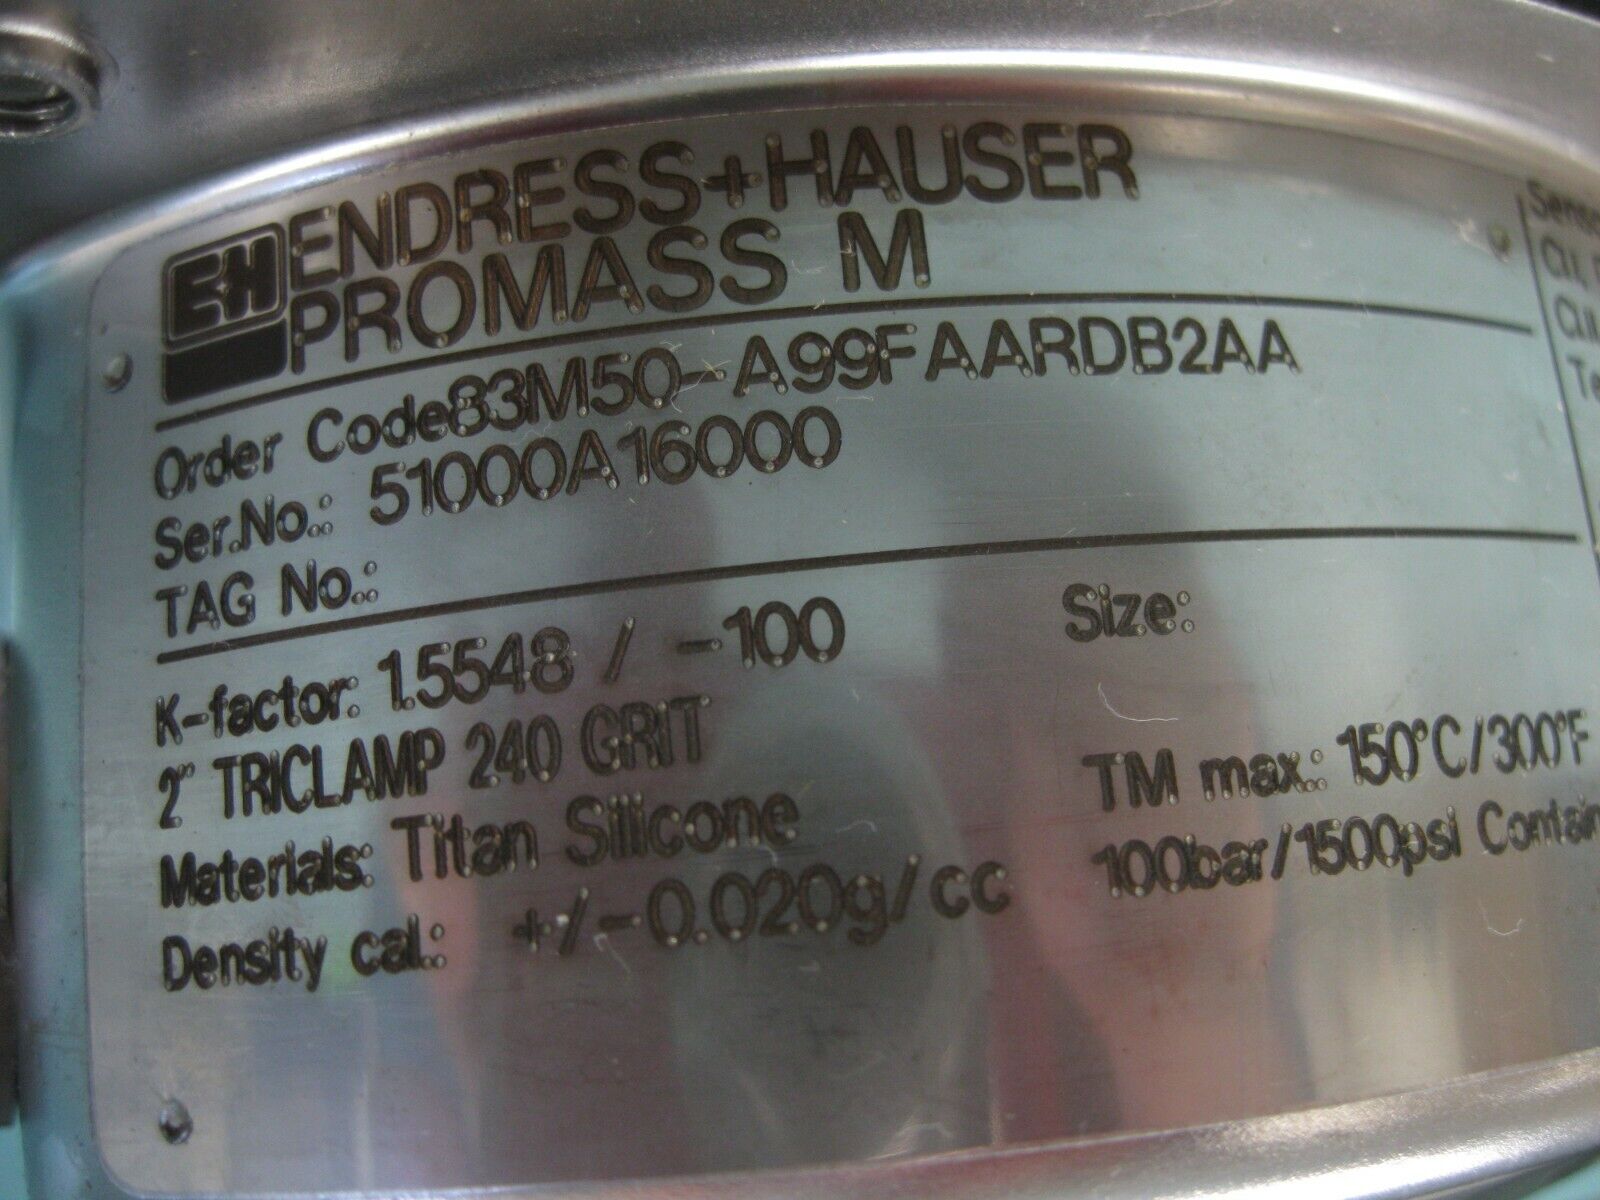 E+H ENDRESS+HAUSER
PROMASS M
Order Code83M50-A99FAARDB2AA
Ser.No.: 51000A16000
TAG No.:
K-factor: 1.5548 / -100
Size:
2" TRICLAMP 240 GRIT
TM max.: 150°C/300°F
Materials: Titan Silicone
100bar/1500psi Contain
Density cal.: +/-0.020g/cc